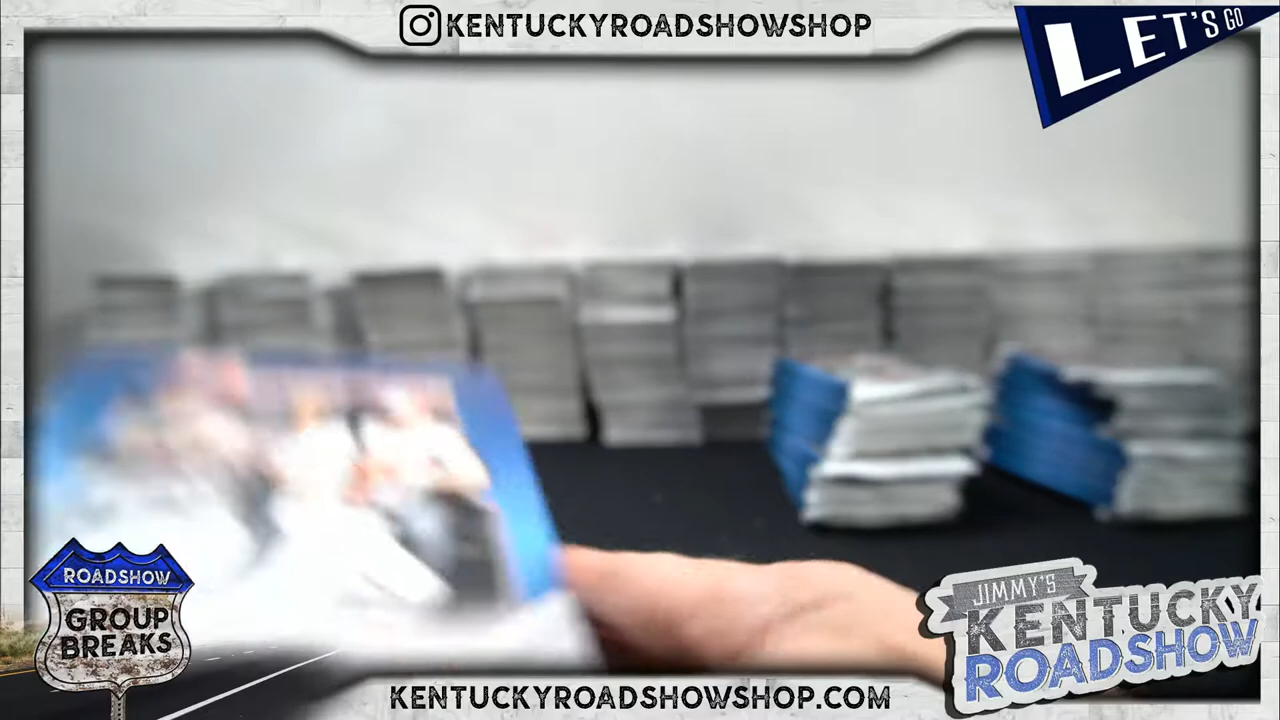 KENTUCKYROADSHOWSHOP
LET'S GO
ROADSHOW
GROUP
BREAKS
JIMMY'S
KENTUCKY
ROADSHOW
KENTUCKYROADSHOWSHOP.COM